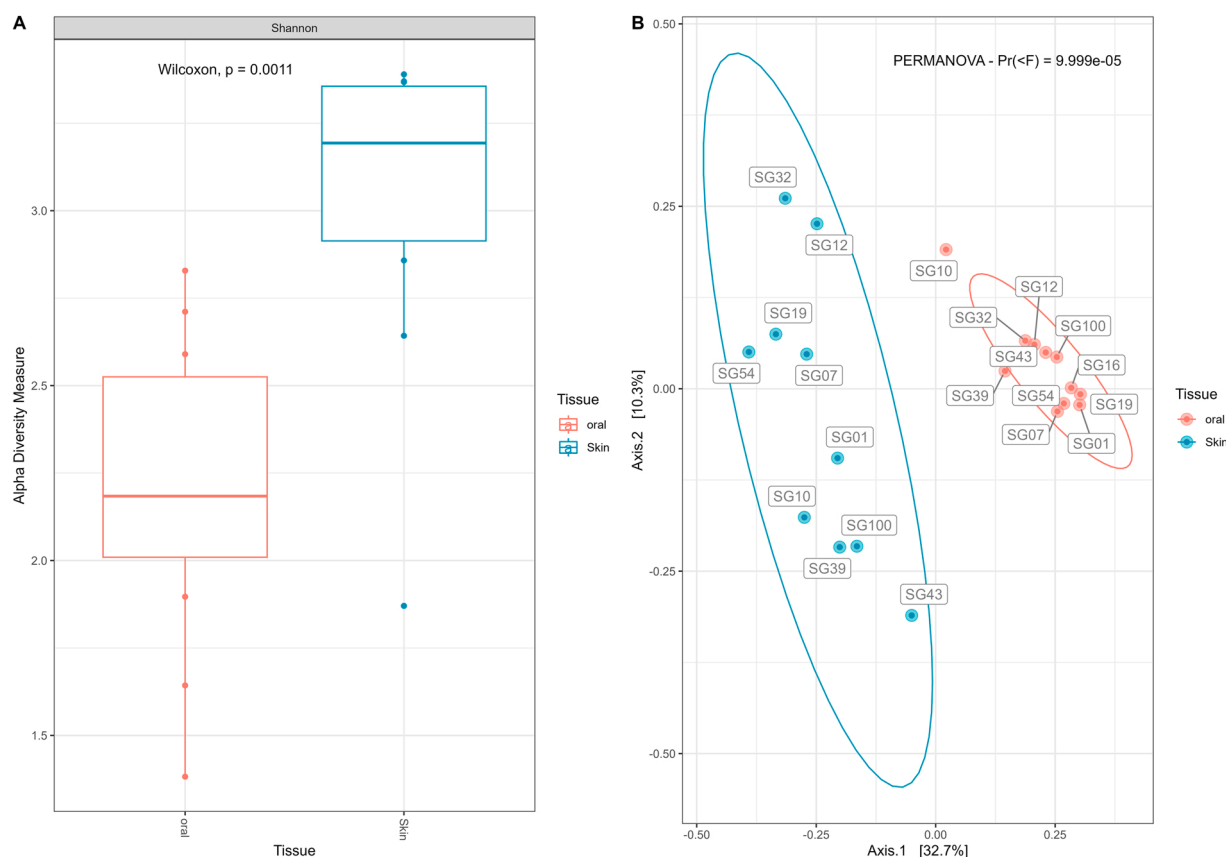 A
Shannon
Wilcoxon, p = 0.0011
3.0
2.5
2.0
1.5
Alpha Diversity Measure
oral
Skin
Tissue
Tissue
a oral
a Skin
B
PERMANOVA - Pr(<F) = 9.999e-05
0.50
0.25
0.00
-0.25
-0.50
Axis.2 [10.3%]
SG32
SG12
SG10
SG12
SG32
SG100
SG19
SG43
SG16
SG54
SG07
SG39
SG54
SG19
SG07
SG01
SG01
SG10
SG100
SG39
SG43
-0.50
-0.25
0.00
0.25
Axis.1 [32.7%]
Tissue
oral
Skin